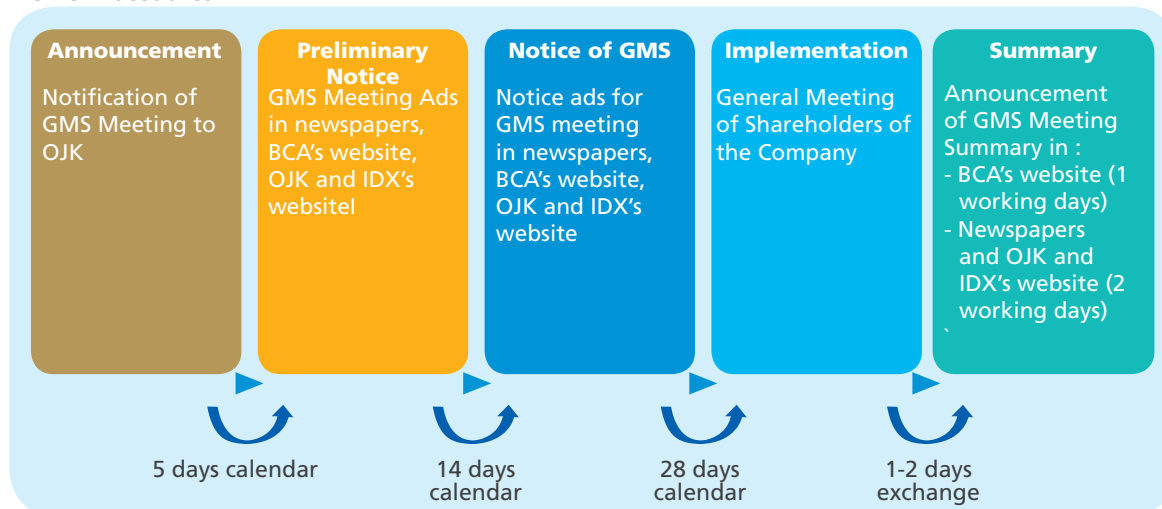 Announcement
Notification of
GMS Meeting to
OJK
Preliminary
Notice
GMS Meeting Ads
in newspapers,
BCA's website,
OJK and IDX's
websitel
Notice of GMS
Notice ads for
GMS meeting
in newspapers,
BCA's website,
OJK and IDX's
website
Implementation
General Meeting
of Shareholders of
the Company
Summary
Announcement
of GMS Meeting
Summary in :
- BCA's website (1
working days)
- Newspapers
and OJK and
IDX's website (2
working days)
`
5 days calendar
14 days
calendar
28 days
calendar
1-2 days
exchange